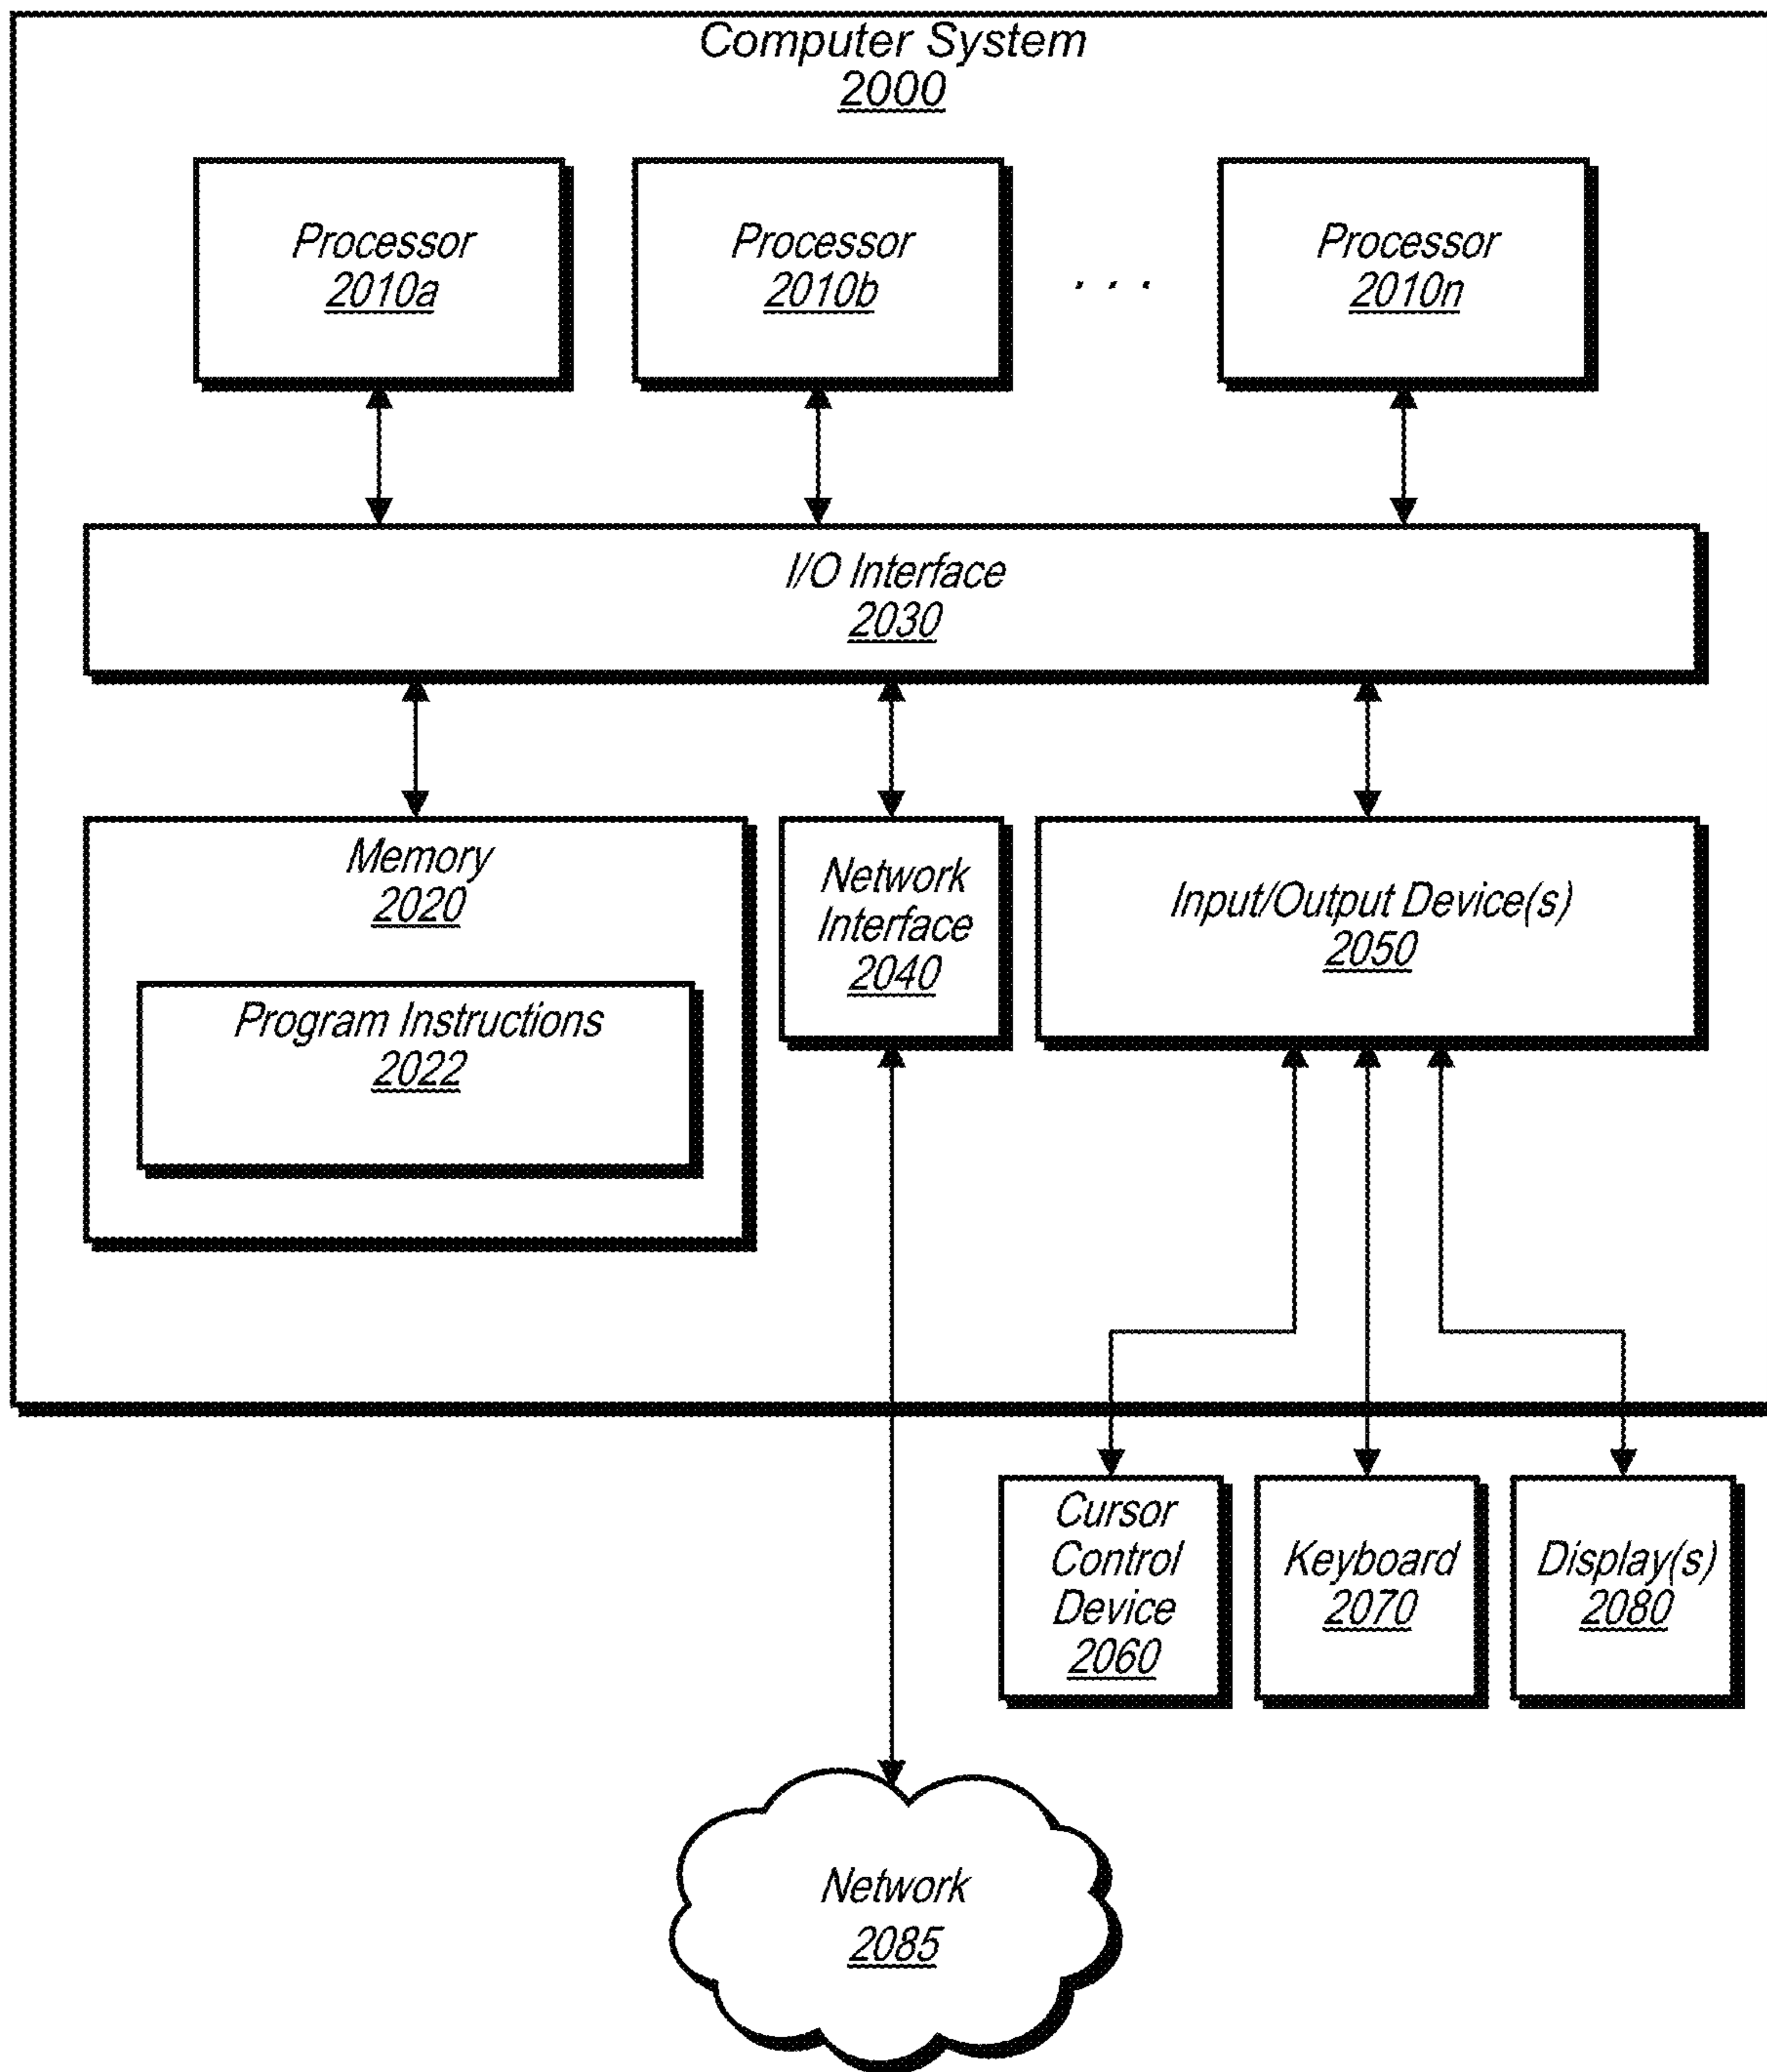 Computer System
2000
Processor
2010a
Processor
2010b
. . .
Processor
2010n
I/O Interface
2030
Memory
2020
Program Instructions
2022
Network
Interface
2040
Input/Output Device(s)
2050
Cursor
Control
Device
2060
Keyboard
2070
Display(s)
2080
Network
2085